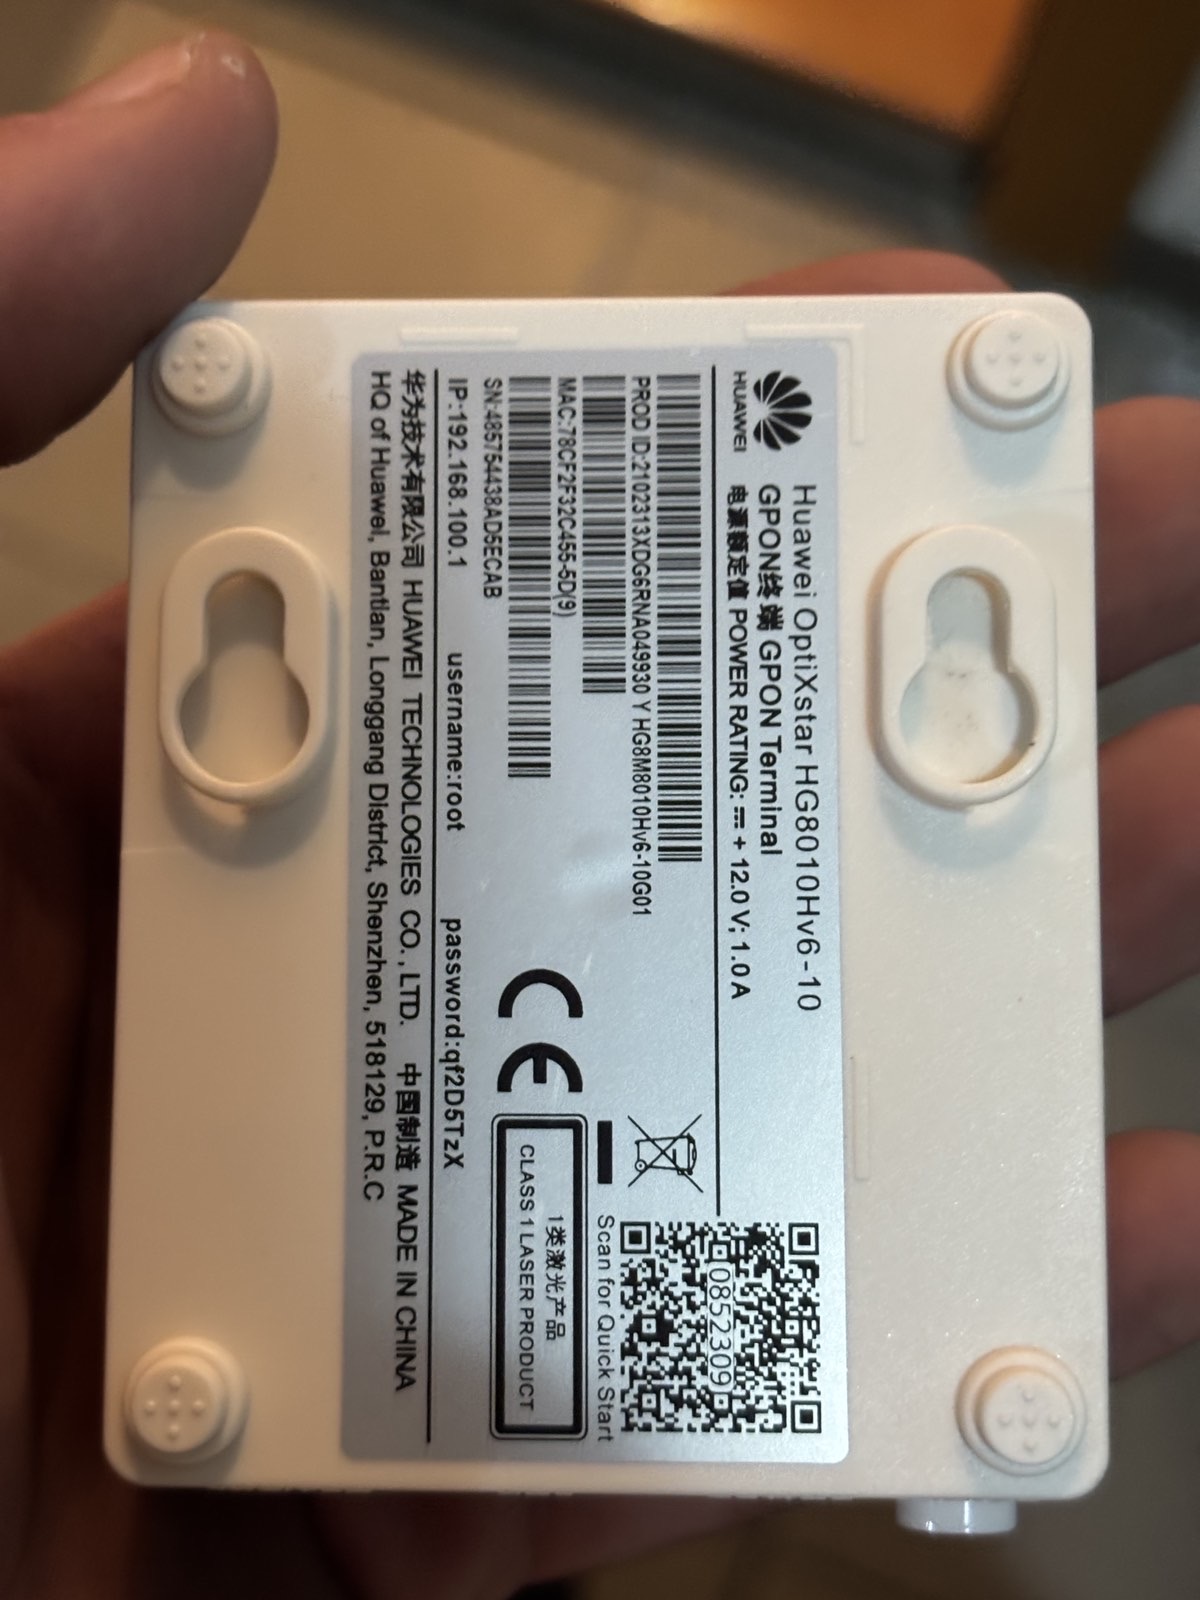 HUAWEI
Huawei OptiXstar HG8010Hv6-10
GPON终端 GPON Terminal
电源额定值 POWER RATING: ⎓ + 12.0 V; 1.0 A
PROD ID:2102313XDG6RNA049930 Y HG8M8010Hv6-10G01
MAC:78CF2F32C455-5D(9)
SN:485754438AD5ECAB
0852309
Scan for Quick Start
CE
1类激光产品
CLASS 1 LASER PRODUCT
IP:192.168.100.1 username:root password:qf2D5TzX
华为技术有限公司 HUAWEI TECHNOLOGIES CO., LTD. 中国制造 MADE IN CHINA
HQ of Huawei, Bantian, Longgang District, Shenzhen, 518129, P.R.C